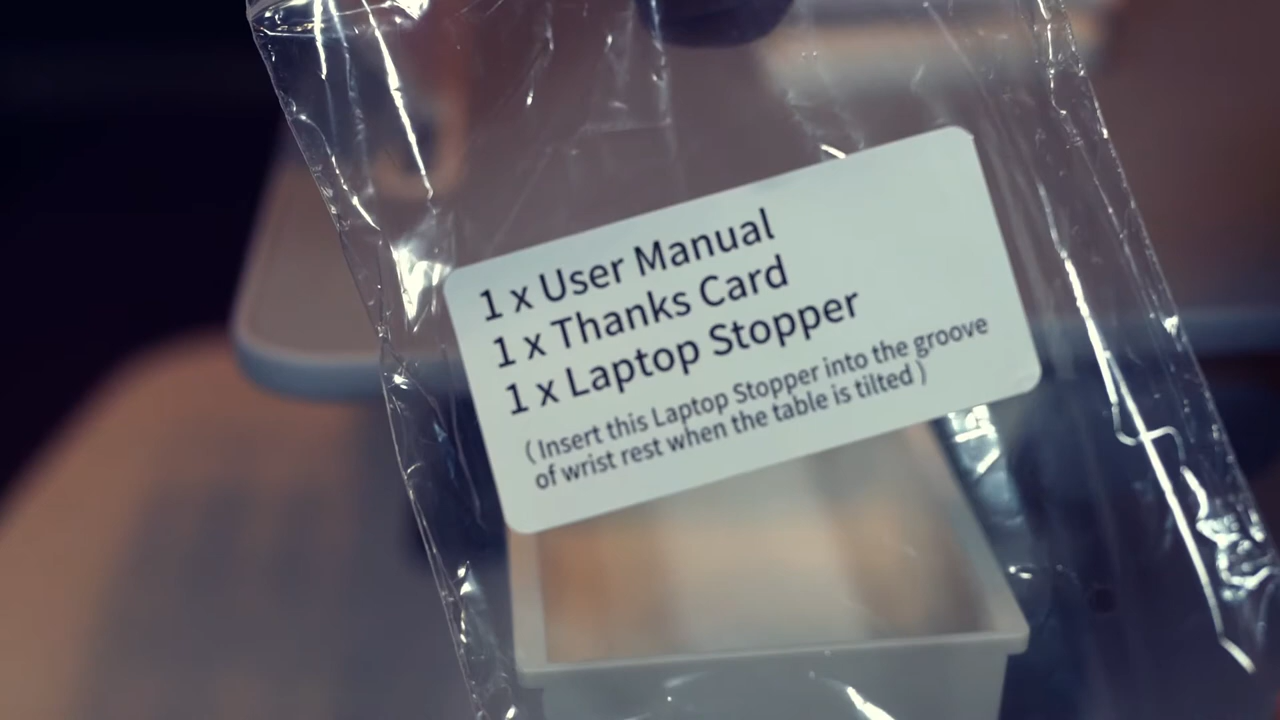 1 x User Manual
1 x Thanks Card
1 x Laptop Stopper
( Insert this Laptop Stopper into the groove
of wrist rest when the table is tilted )